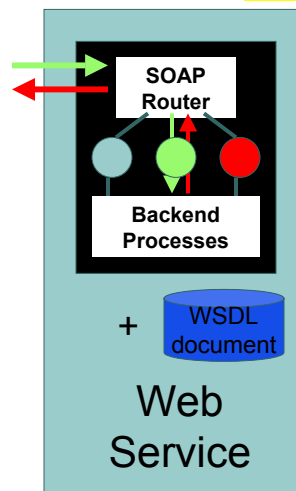 SOAP
Router
Backend
Processes
+
WSDL
document
Web
Service